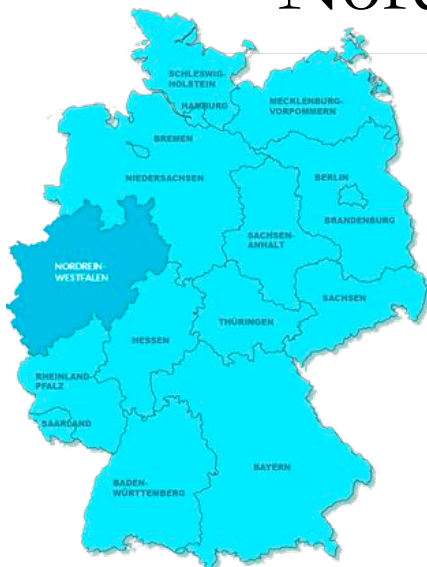 SCHLESWIG-
HOLSTEIN
HAMBURG
MECKLENBURG-
VORPOMMERN
BREMEN
NIEDERSACHSEN
BERLIN
BRANDENBURG
SACHSEN-
ANHALT
NORDREIN-
WESTFALEN
SACHSEN
THÜRINGEN
HESSEN
RHEINLAND-
PFALZ
SAARLAND
BAYERN
BADEN-
WÜRTTEMBERG